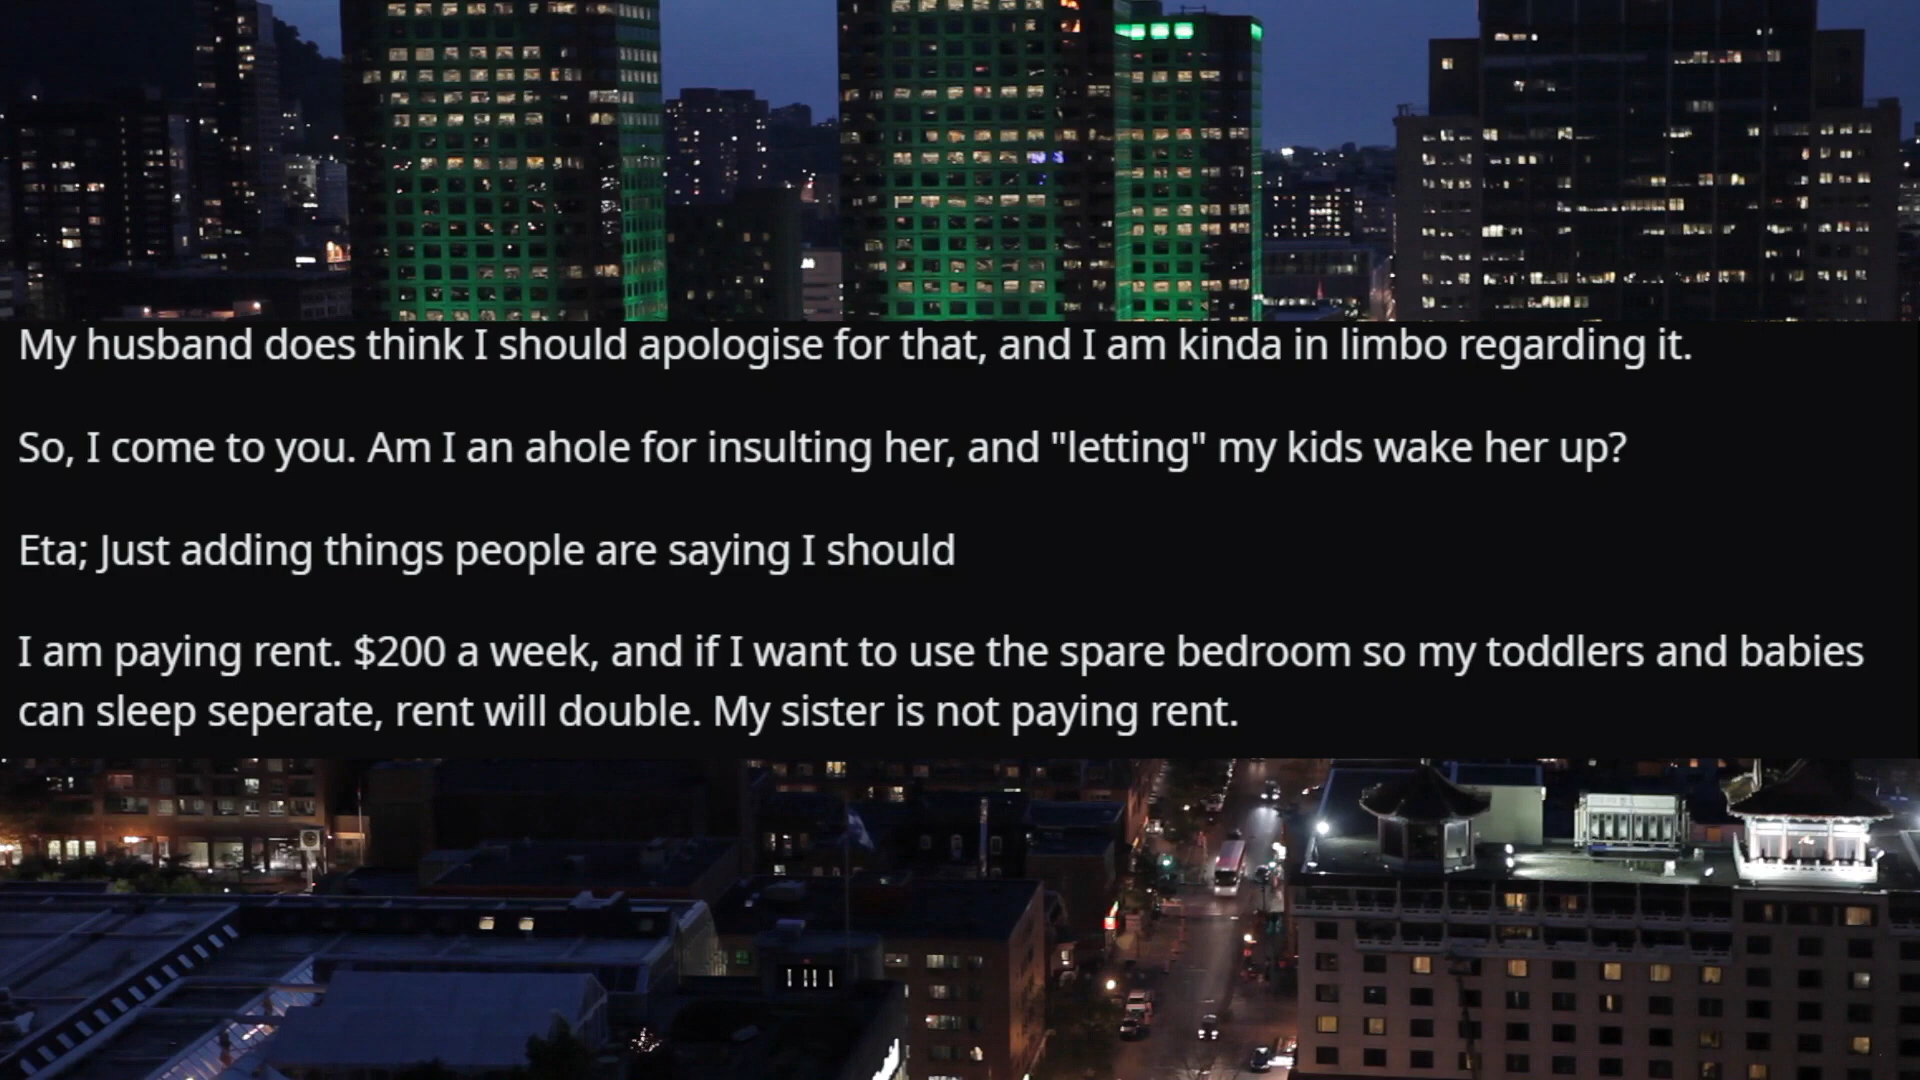 My husband does think I should apologise for that, and I am kinda in limbo regarding it.
So, I come to you. Am I an ahole for insulting her, and "letting" my kids wake her up?
Eta; Just adding things people are saying I should
I am paying rent. $200 a week, and if I want to use the spare bedroom so my toddlers and babies
can sleep seperate, rent will double. My sister is not paying rent.